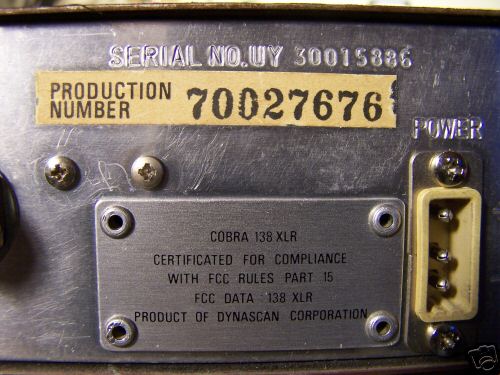 SERIAL NO. UY 30015886
PRODUCTION
NUMBER 70027676
POWER
COBRA 138 XLR
CERTIFICATED FOR COMPLIANCE
WITH FCC RULES PART 15
FCC DATA : 138 XLR
PRODUCT OF DYNASCAN CORPORATION